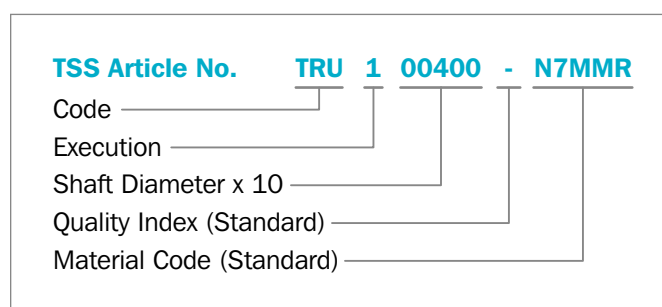 TSS Article No. TRU 1 00400 - N7MMR
Code
Execution
Shaft Diameter x 10
Quality Index (Standard)
Material Code (Standard)